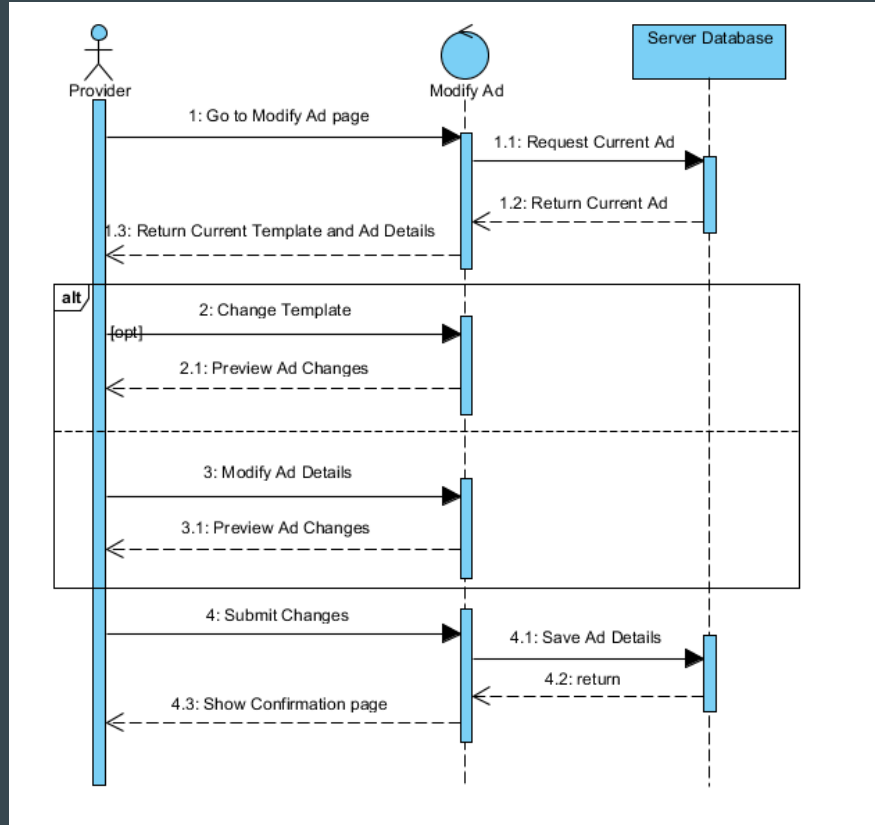 Server Database
Provider
Modify Ad
1: Go to Modify Ad page
1.1: Request Current Ad
1.2: Return Current Ad
1.3: Return Current Template and Ad Details
alt
2: Change Template
[opt]
2.1: Preview Ad Changes
3: Modify Ad Details
3.1: Preview Ad Changes
4: Submit Changes
4.1: Save Ad Details
4.2: return
4.3: Show Confirmation page